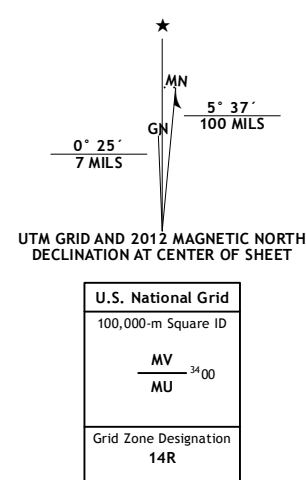 MN
GN
5° 37´
100 MILS
0° 25´
7 MILS
UTM GRID AND 2012 MAGNETIC NORTH
DECLINATION AT CENTER OF SHEET
U.S. National Grid
100,000-m Square ID
MV
3400
MU
Grid Zone Designation
14R